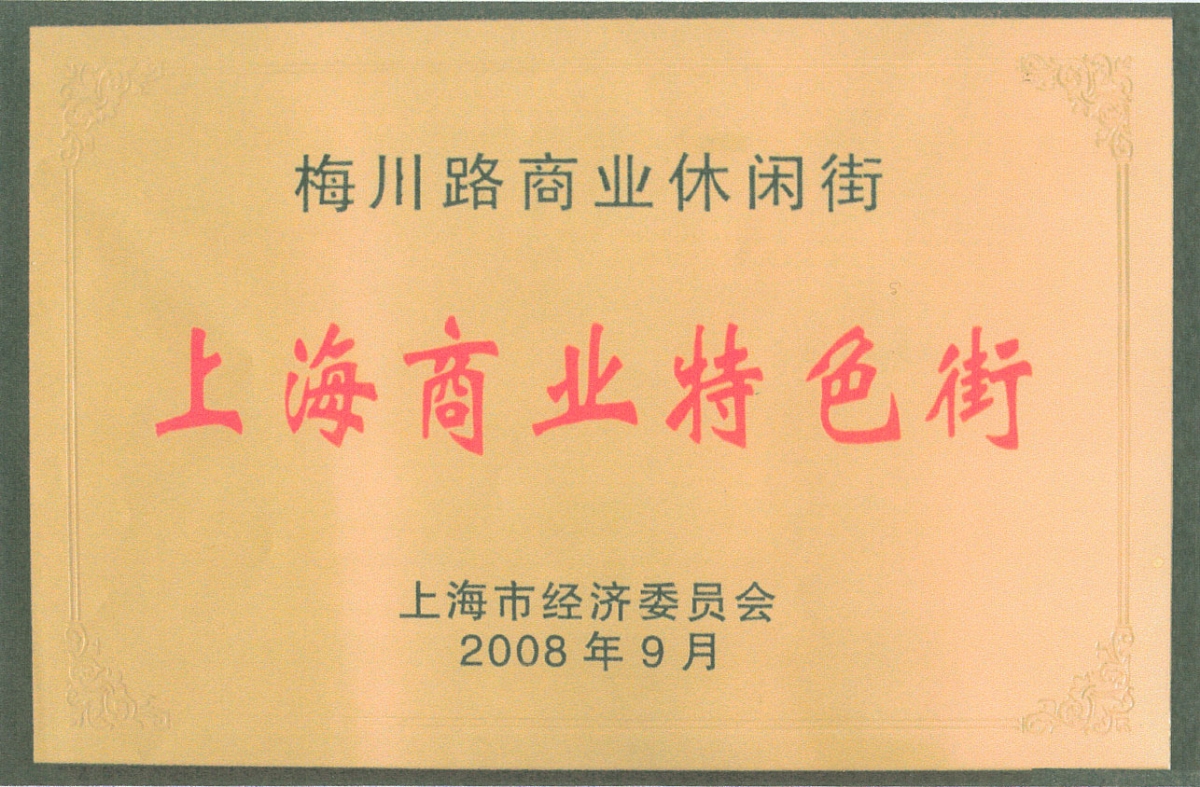 梅川路商业休闲街
上海商业特色街
上海市经济委员会
2008年9月